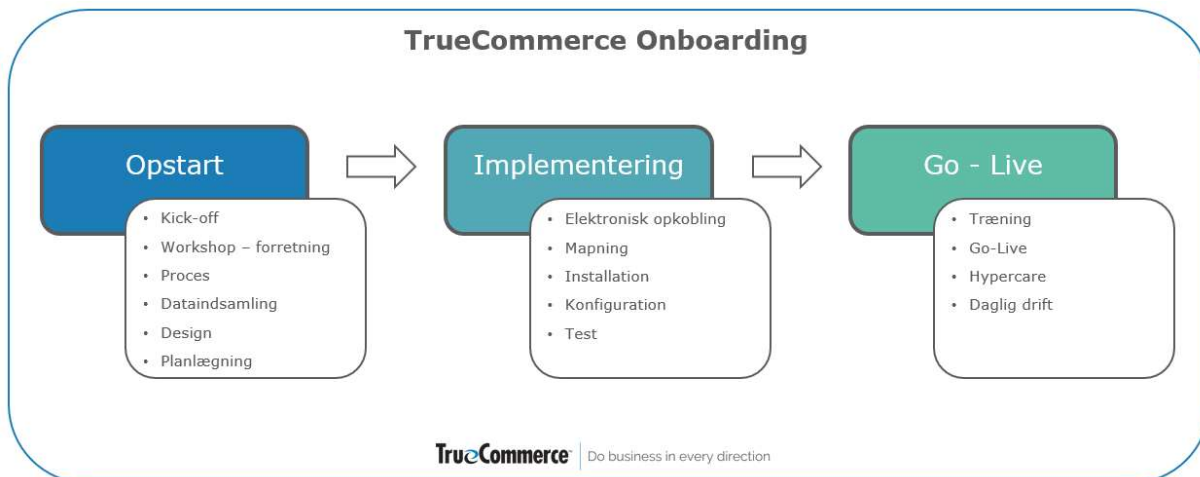 TrueCommerce Onboarding
Opstart
• Kick-off
• Workshop – forretning
• Proces
• Dataindsamling
• Design
• Planlægning
Implementering
• Elektronisk opkobling
• Mapning
• Installation
• Konfiguration
• Test
Go - Live
• Træning
• Go-Live
• Hypercare
• Daglig drift
TrueCommerce™ Do business in every direction